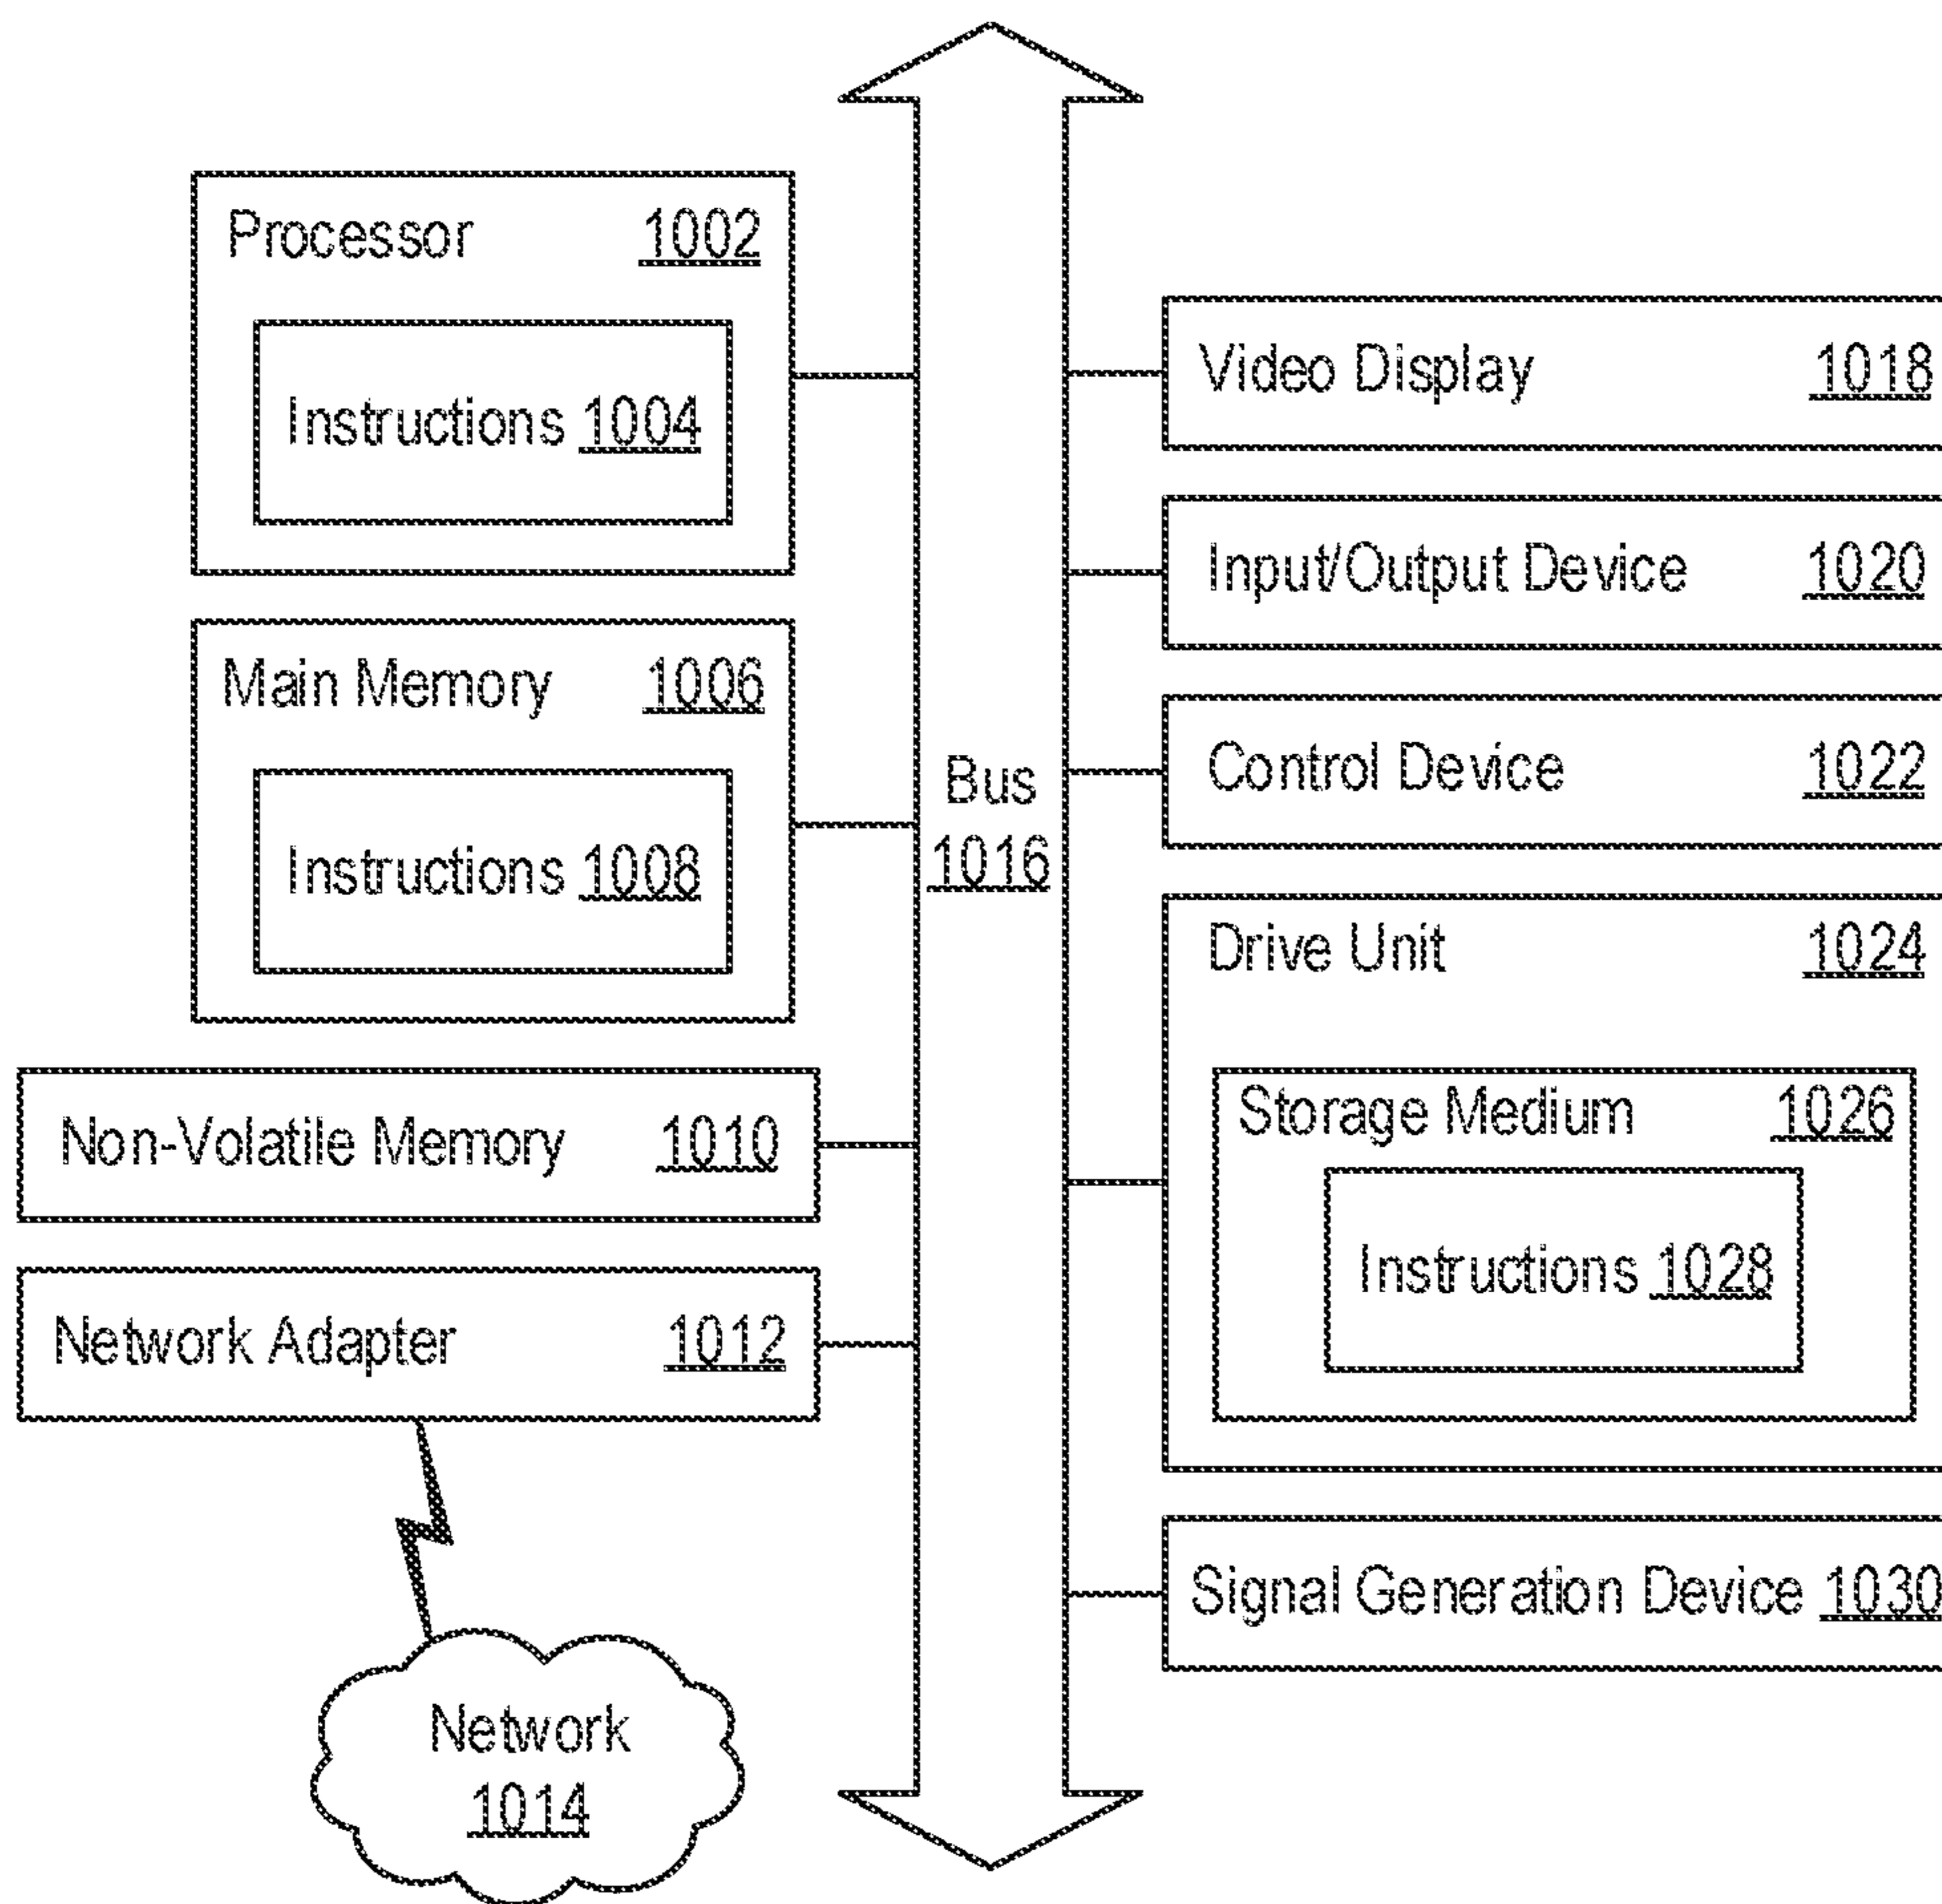 Processor 1002
Instructions 1004
Main Memory 1006
Instructions 1008
Non-Volatile Memory 1010
Network Adapter 1012
Network
1014
Bus
1016
Video Display 1018
Input/Output Device 1020
Control Device 1022
Drive Unit 1024
Storage Medium 1026
Instructions 1028
Signal Generation Device 1030